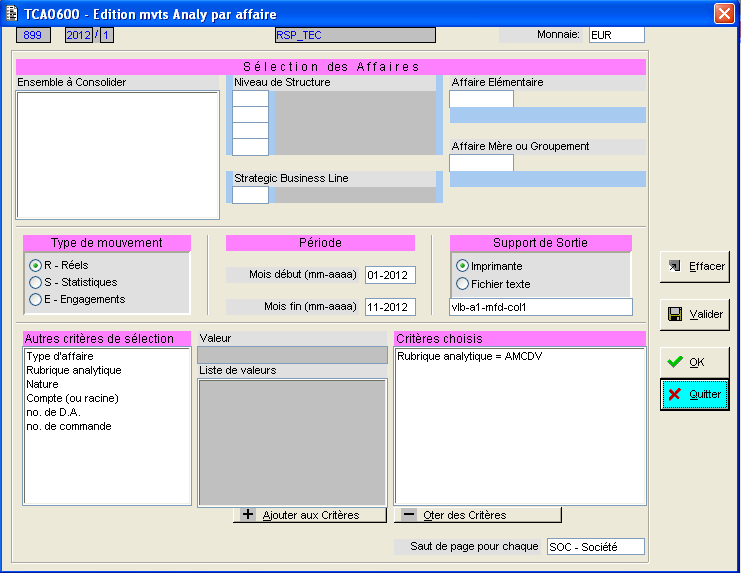 TCA0600 - Edition mvts Analy par affaire
899 2012 / 1 RSP_TEC Monnaie: EUR
Sélection des Affaires
Ensemble à Consolider Niveau de Structure Affaire Elémentaire
Affaire Mère ou Groupement
Strategic Business Line
Type de mouvement Période Support de Sortie
R - Réels Imprimante Effacer
Mois début (mm-aaaa) 01-2012
S - Statistiques Fichier texte
E - Engagements Mois fin (mm-aaaa) 11-2012 vlb-a1-mfd-col1 Valider
Autres critères de sélection Valeur Critères choisis
Type d'affaire Rubrique analytique = AMCDV
Rubrique analytique Liste de valeurs OK
Nature
Compte (ou racine) Quitter
no. de D.A.
no. de commande
Ajouter aux Critères Oter des Critères
Saut de page pour chaque SOC - Société